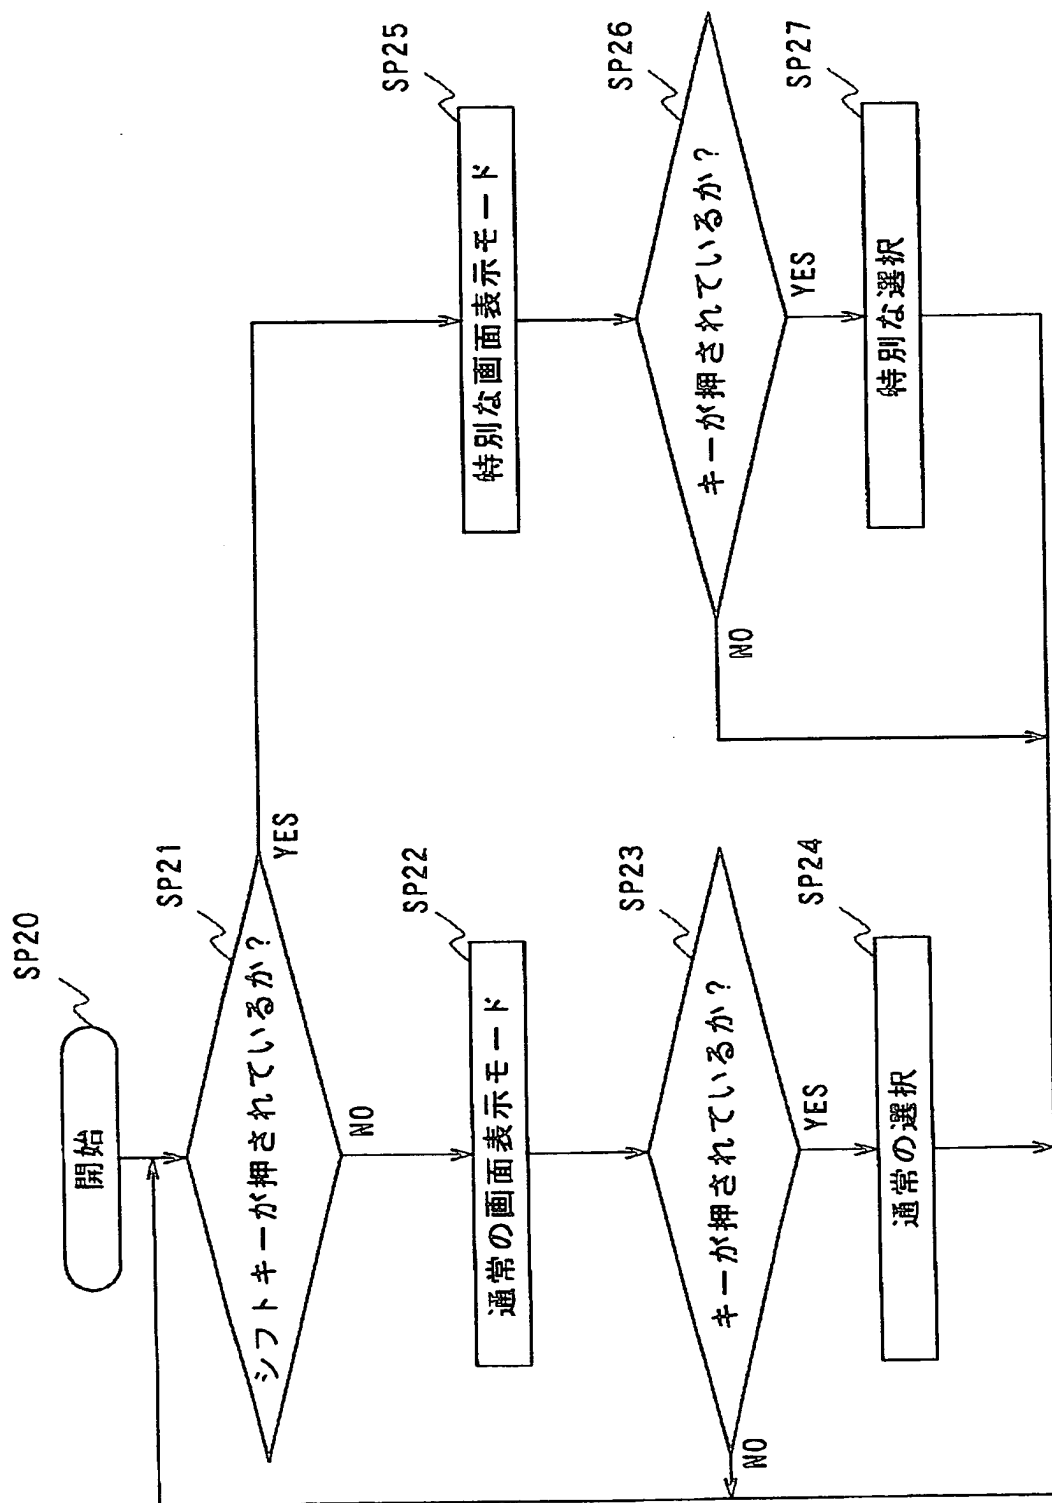 SP20
開始
SP21
シフトキーが押されているか?
YES
NO
SP22
通常の画面表示モード
SP23
キーが押されているか?
NO
YES
SP24
通常の選択
SP25
特別な画面表示モード
SP26
キーが押されているか?
NO
YES
SP27
特別な選択